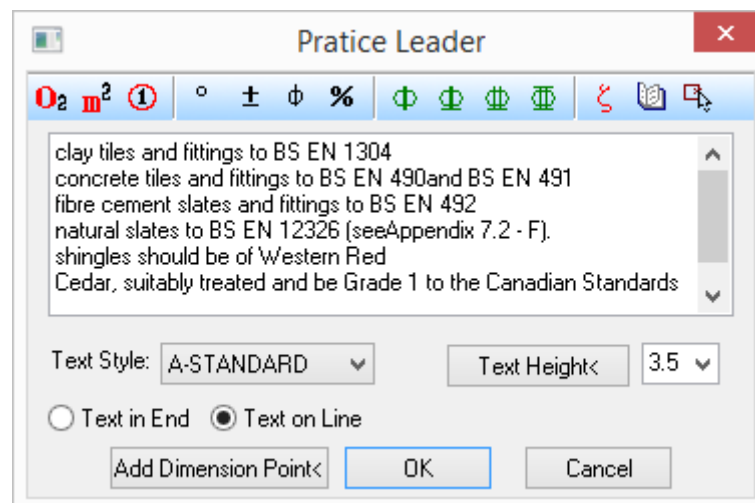 Pratice Leader
O₂ m² ① ° ± ϕ %
clay tiles and fittings to BS EN 1304
concrete tiles and fittings to BS EN 490and BS EN 491
fibre cement slates and fittings to BS EN 492
natural slates to BS EN 12326 (seeAppendix 7.2 - F).
shingles should be of Western Red
Cedar, suitably treated and be Grade 1 to the Canadian Standards
Text Style: A-STANDARD Text Height< 3.5
Text in End Text on Line
Add Dimension Point< OK Cancel